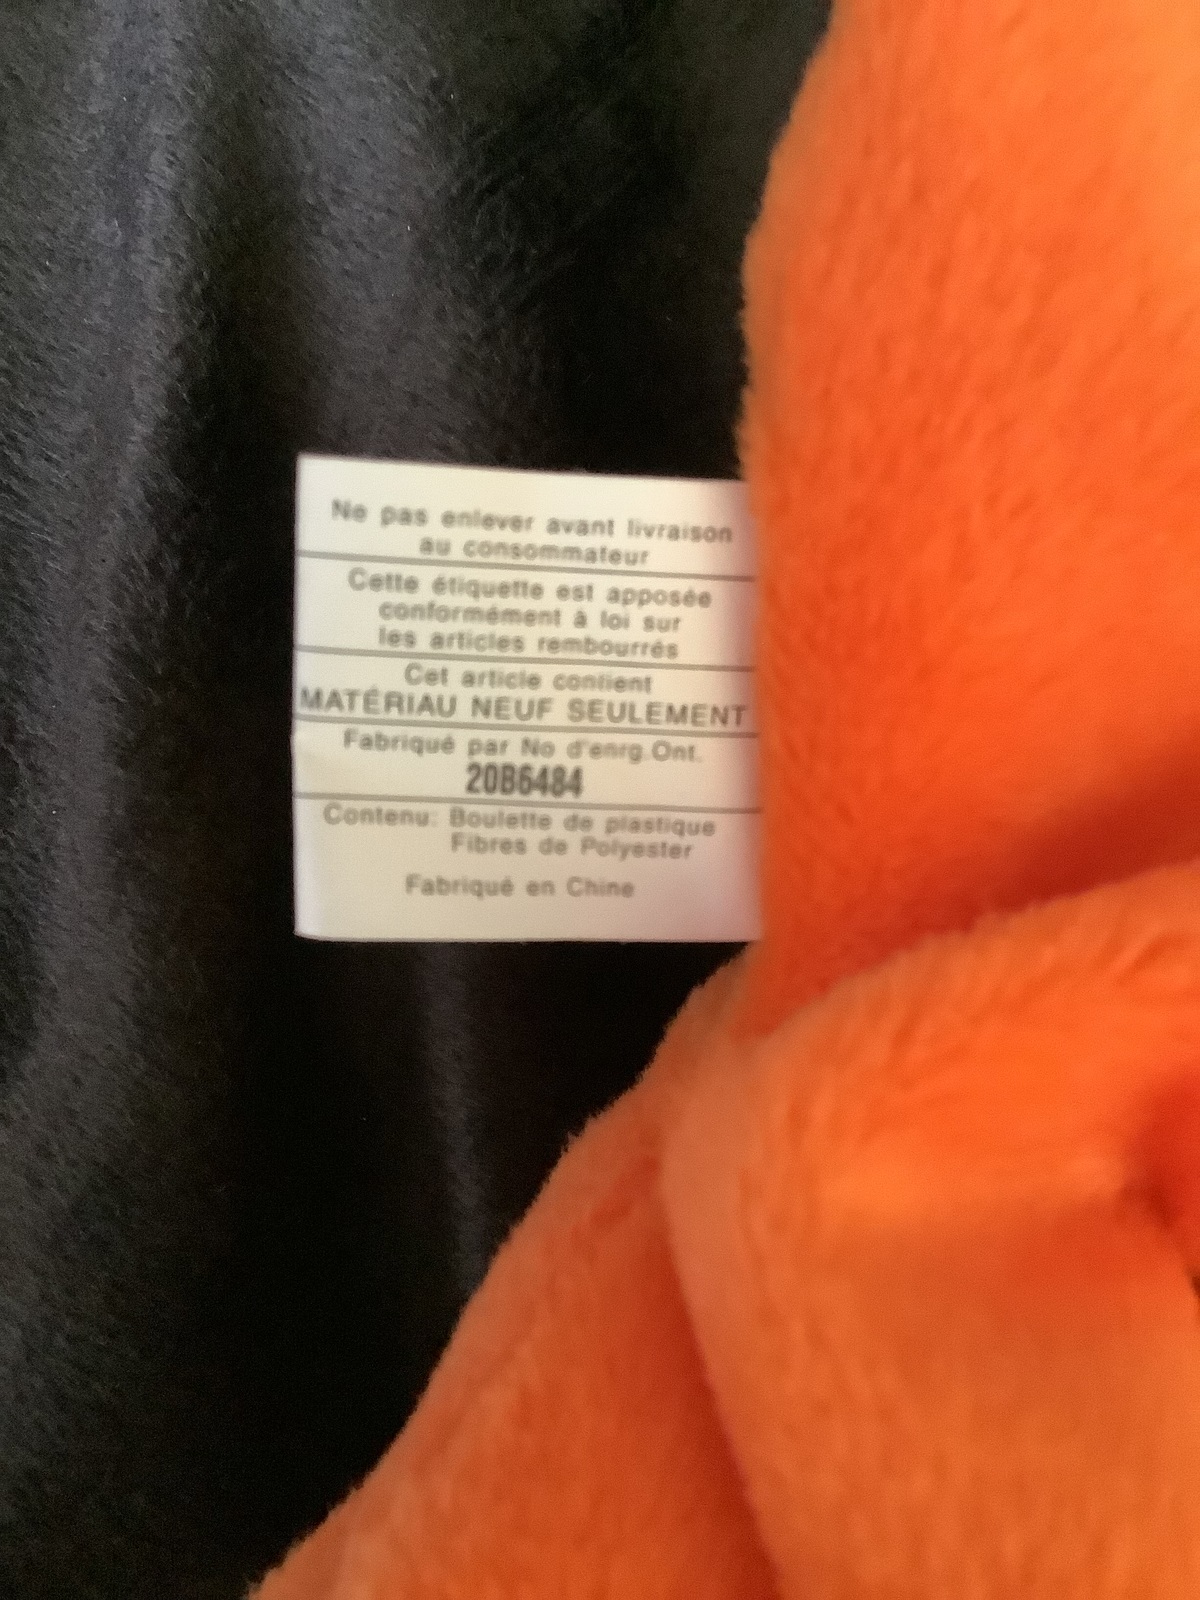 Ne pas enlever avant livraison
au consommateur
Cette étiquette est apposée
conformément à loi sur
les articles rembourrés
Cet article contient
MATÉRIAU NEUF SEULEMENT
Fabriqué par No d'enrg.Ont.
20B6484
Contenu: Boulette de plastique
Fibres de Polyester
Fabriqué en Chine